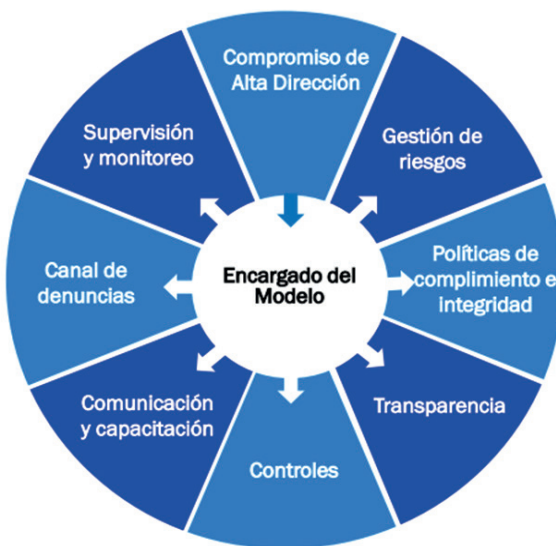 Compromiso de
Alta Dirección
Gestión de
riesgos
Políticas de
complimiento e
integridad
Transparencia
Controles
Comunicación
y capacitación
Canal de
denuncias
Supervisión
y monitoreo
Encargado del
Modelo